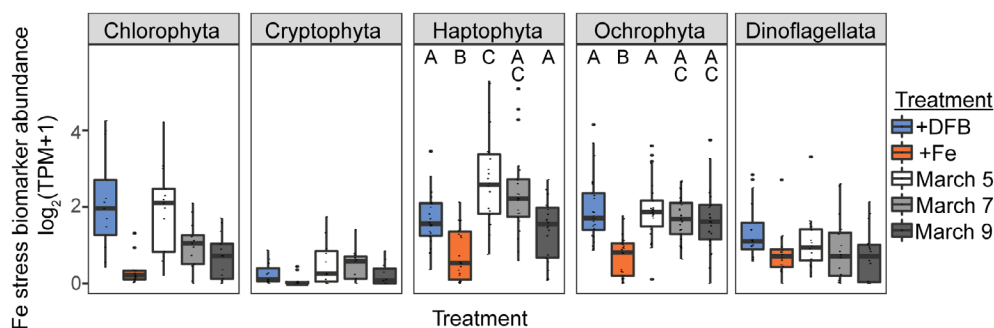 Chlorophyta
Cryptophyta
Haptophyta
Ochrophyta
Dinoflagellata
A B C A A
C
A B A A A
C C
Fe stress biomarker abundance
log2(TPM+1)
4
2
0
Treatment
Treatment
+DFB
+Fe
March 5
March 7
March 9